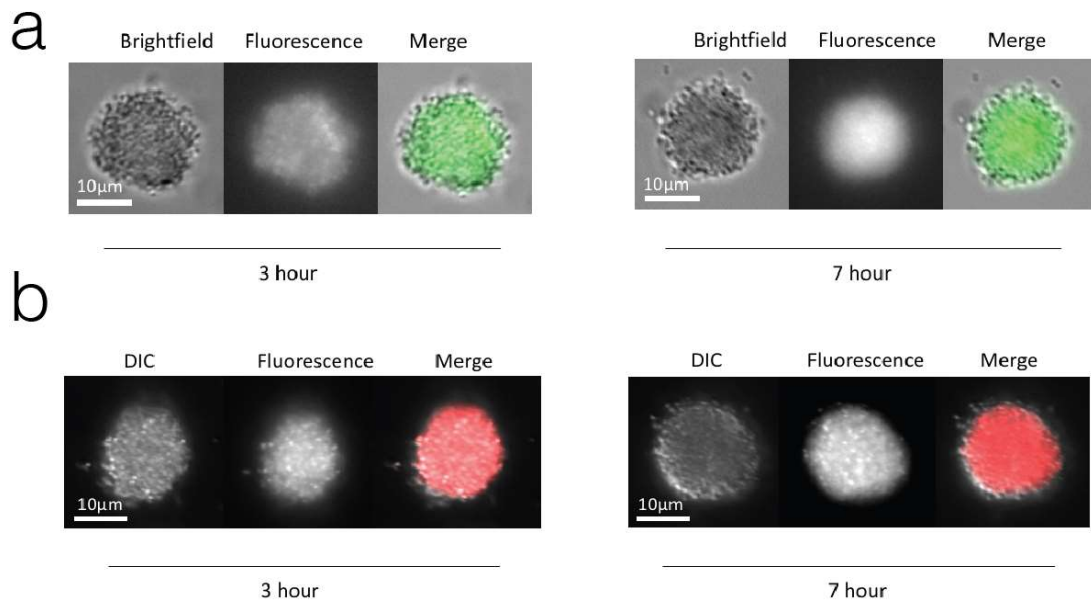 a
Brightfield Fluorescence Merge
Brightfield Fluorescence Merge
10µm
10µm
3 hour
7 hour
b
DIC Fluorescence Merge
DIC Fluorescence Merge
10µm
10µm
3 hour
7 hour